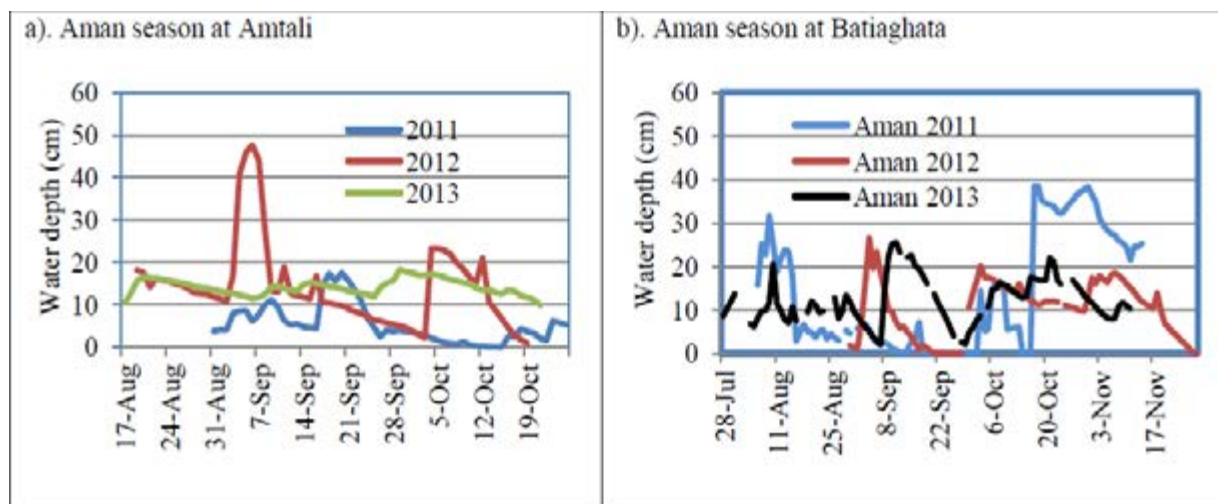 a). Aman season at Amtali
Water depth (cm)
60
50
40
30
20
10
0
2011
2012
2013
17-Aug
24-Aug
31-Aug
7-Sep
14-Sep
21-Sep
28-Sep
5-Oct
12-Oct
19-Oct
b). Aman season at Batiaghata
Water depth (cm)
60
50
40
30
20
10
0
Aman 2011
Aman 2012
Aman 2013
28-Jul
11-Aug
25-Aug
8-Sep
22-Sep
6-Oct
20-Oct
3-Nov
17-Nov